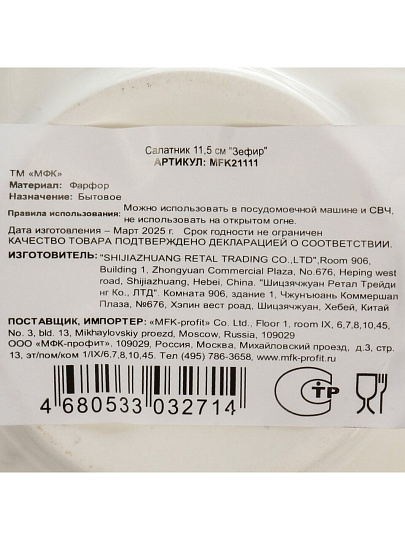 Салатник 11,5 см "Зефир"
АРТИКУЛ: MFK21111
ТМ «МФК»
Материал: Фарфор
Назначение: Бытовое
Правила использования: Можно использовать в посудомоечной машине и СВЧ,
не использовать на открытом огне.
Дата изготовления – Март 2025 г. Срок годности не ограничен
КАЧЕСТВО ТОВАРА ПОДТВЕРЖДЕНО ДЕКЛАРАЦИЕЙ О СООТВЕТСТВИИ.
ИЗГОТОВИТЕЛЬ: "SHIJIAZHUANG RETAL TRADING CO.,LTD",Room 906,
Building 1, Zhongyuan Commercial Plaza, No.676, Heping west
road, Shijiazhuang, Hebei, China. "Шицзячжуан Ретал Трейди
нг Ко., ЛТД" Комната 906, здание 1, Чжунъюань Коммершал
Плаза, №676, Хэпин вест роад, Шицзячжуан, Хебей, Китай
ПОСТАВЩИК, ИМПОРТЕР: «MFK-profit» Co. Ltd., Floor 1, room IX, 6,7,8,10,45,
No. 3, bld. 13, Mikhaylovskiy proezd, Moscow, Russia, 109029
ООО «МФК-профит», 109029, Россия, Москва, Михайловский проезд, д.3, стр.
13, эт/пом/ком 1/IX/6,7,8,10,45. Тел (495) 786-3658, www.mfk-profit.ru
4 680533 032714
СТР